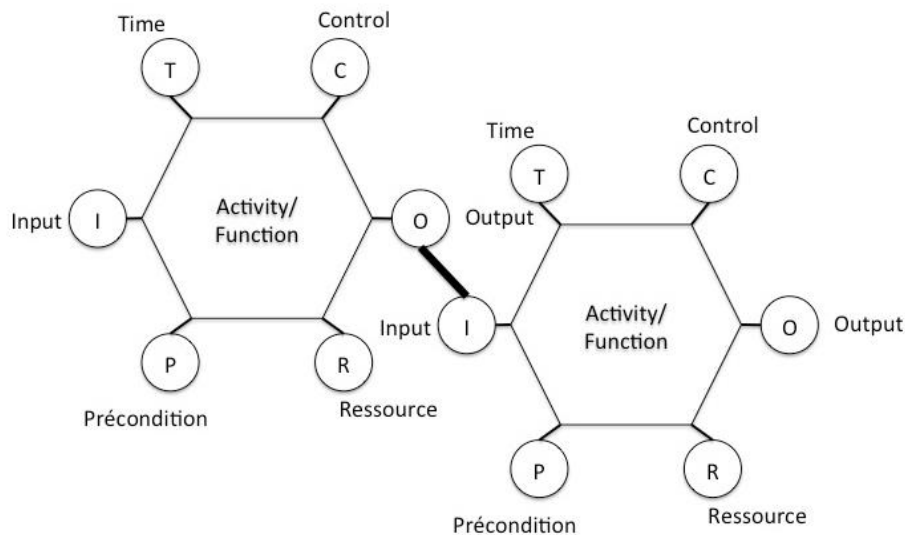 Time
Control
T
C
Time
Control
T
C
Input
I
Activity/
Function
O
Output
Input
I
Activity/
Function
O
Output
P
R
Précondition
Ressource
P
R
Précondition
Ressource